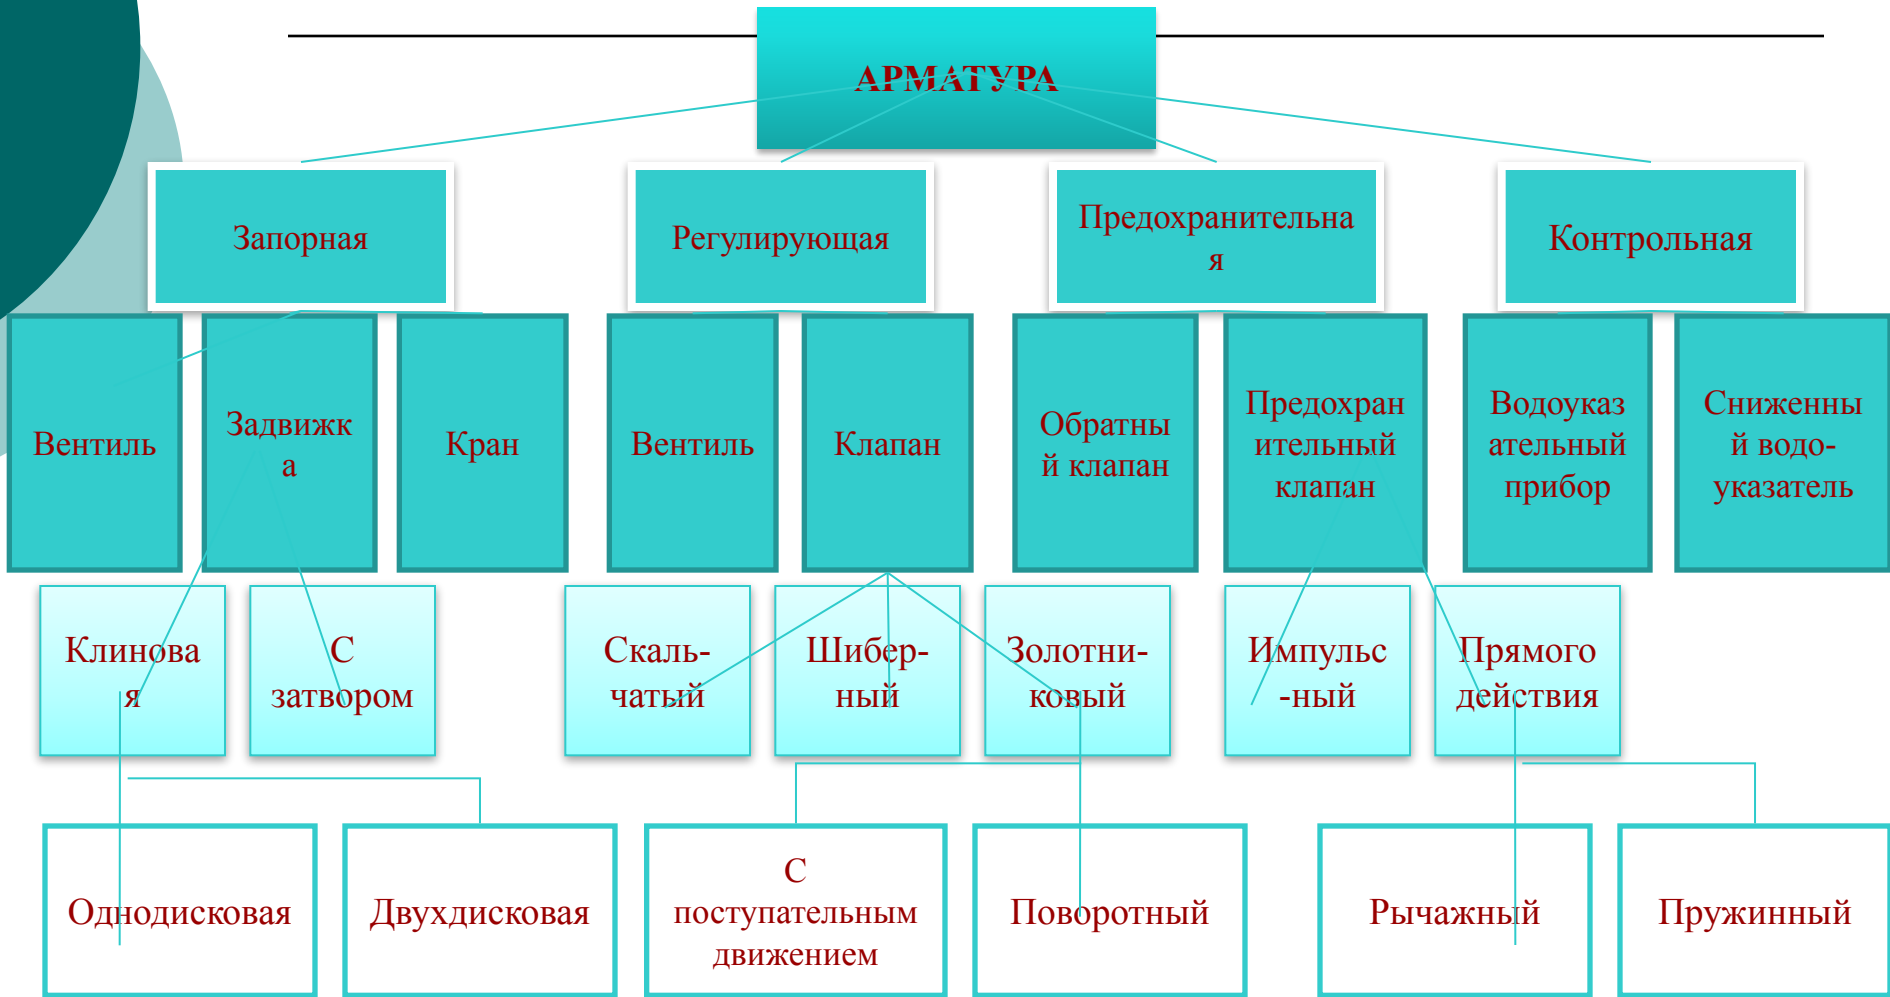 АРМАТУРА
Запорная
Регулирующая
Предохранительна
я
Контрольная
Вентиль
Задвижк
а
Кран
Вентиль
Клапан
Обратны
й клапан
Предохран
ительный
клапан
Водоуказ
ательный
прибор
Сниженны
й водо-
указатель
Клинова
я
С
затвором
Скаль-
чатый
Шибер-
ный
Золотни-
ковый
Импульс
-ный
Прямого
действия
Однодисковая
Двухдисковая
С
поступательным
движением
Поворотный
Рычажный
Пружинный